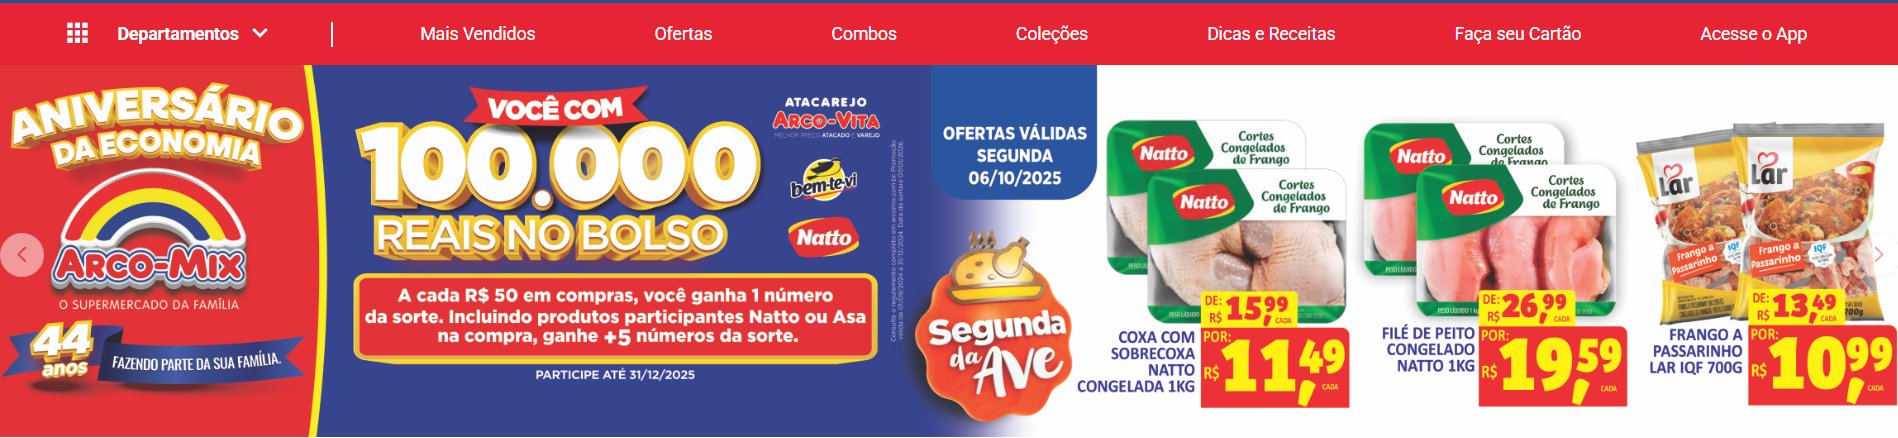 Departamentos
Mais Vendidos
Ofertas
Combos
Coleções
Dicas e Receitas
Faça seu Cartão
Acesse o App
ANIVERSÁRIO
DA ECONOMIA
ARCO-MIX
O SUPERMERCADO DA FAMÍLIA
44
anos
FAZENDO PARTE DA SUA FAMÍLIA.
VOCÊ COM
100.000
REAIS NO BOLSO
A cada R$ 50 em compras, você ganha 1 número
da sorte. Incluindo produtos participantes Natto ou Asa
na compra, ganhe +5 números da sorte.
PARTICIPE ATÉ 31/12/2025
ATACAREJO
ARCO-VITA
MELHOR PREÇO ATACADO E VAREJO
bem-te-vi
Natto
OFERTAS VÁLIDAS
SEGUNDA
06/10/2025
Segunda
da AVE
Natto
Cortes
Congelados
de Frango
Natto
Cortes
Congelados
de Frango
COXA COM
SOBRECOXA
NATTO
CONGELADA 1KG
DE:
R$ 15,99
CADA
POR:
R$ 11,49
CADA
Natto
Cortes
Congelados
de Frango
Natto
Cortes
Congelados
de Frango
FILÉ DE PEITO
CONGELADO
NATTO 1KG
DE:
R$ 26,99
CADA
POR:
R$ 19,59
CADA
Lar
Frango a
Passarinho
IQF
Lar
Frango a
Passarinho
IQF
700g
FRANGO A
PASSARINHO
LAR IQF 700G
DE:
R$ 13,49
CADA
POR:
R$ 10,99
CADA